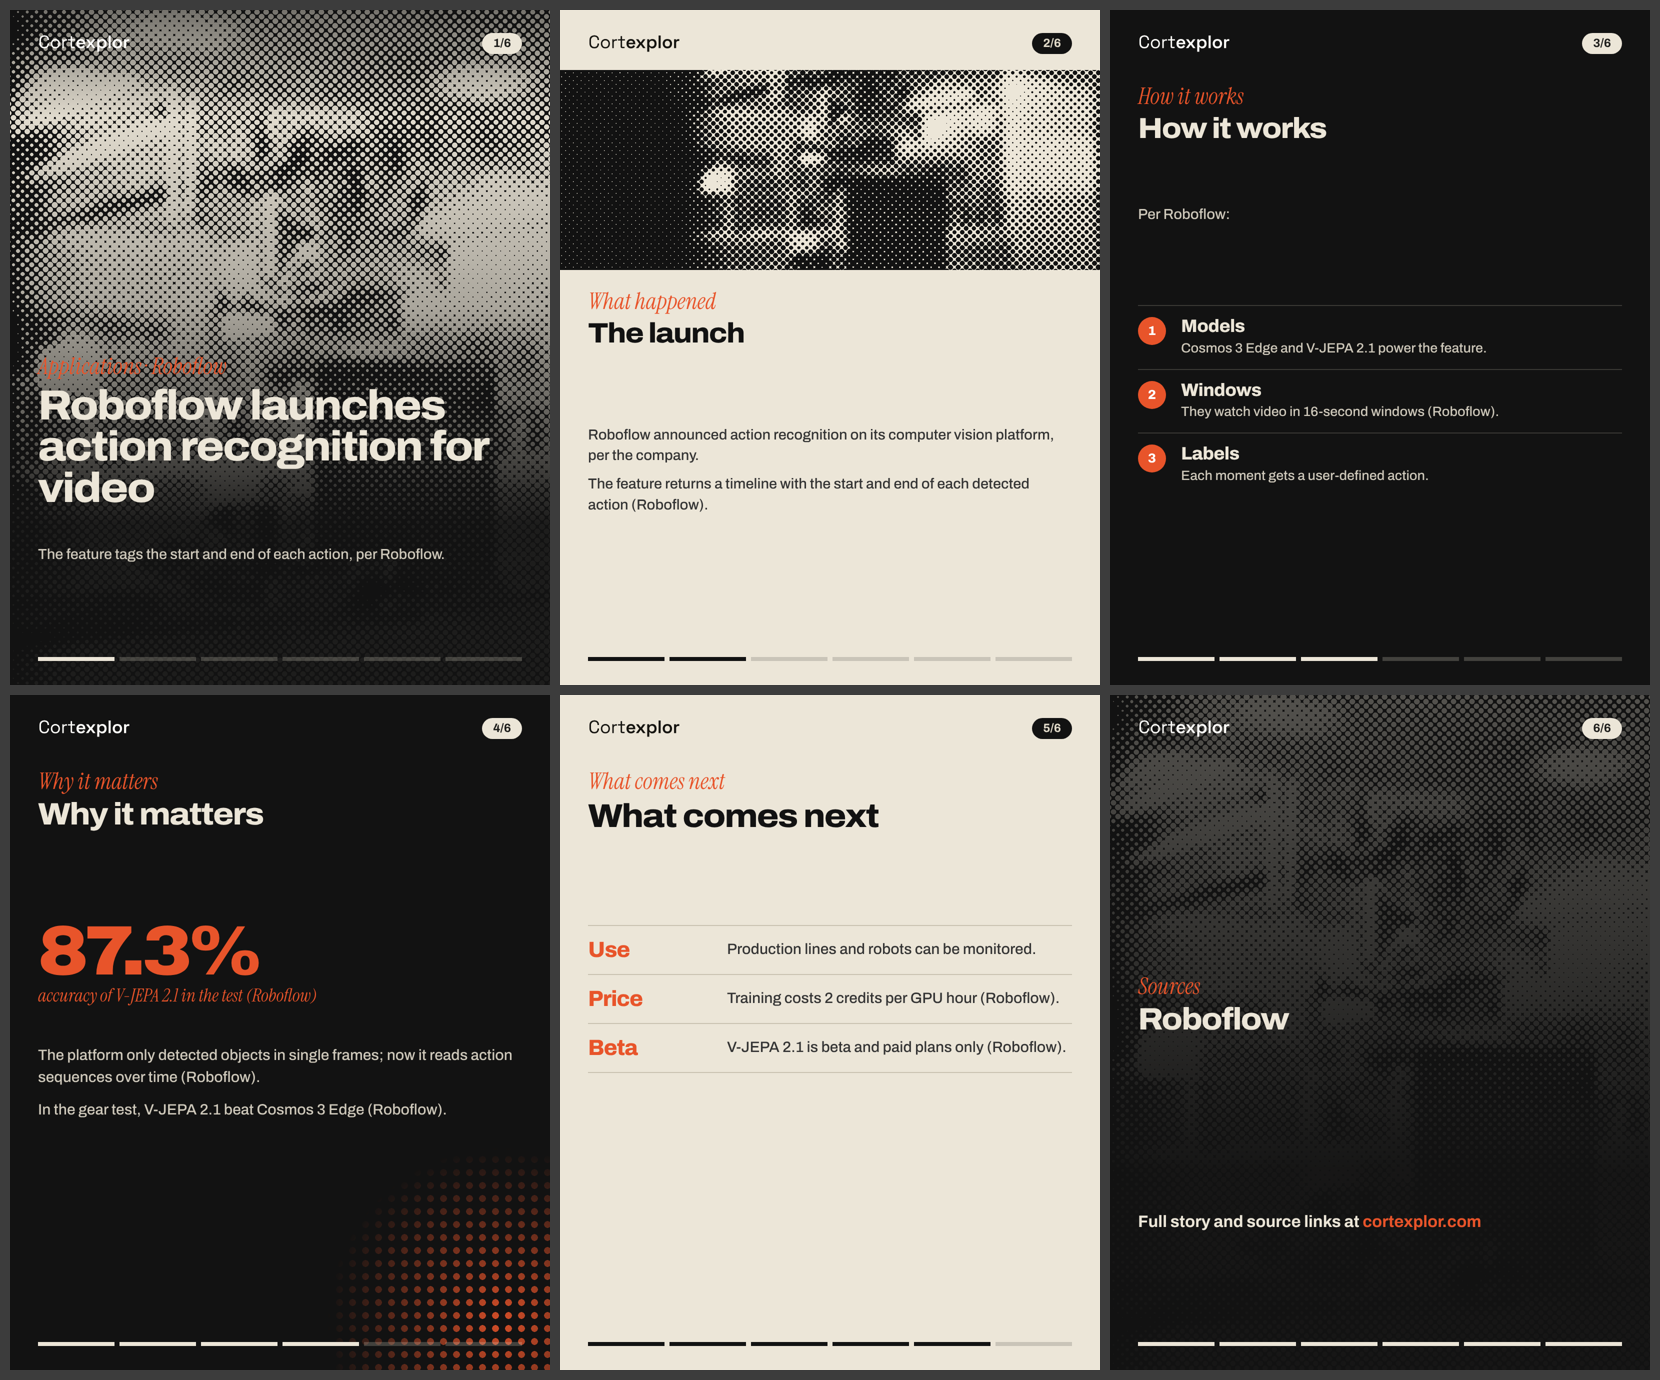 Cortexplor
1/6
Applications · Roboflow
Roboflow launches
action recognition for
video
The feature tags the start and end of each action, per Roboflow.
Cortexplor
2/6
What happened
The launch
Roboflow announced action recognition on its computer vision platform,
per the company.
The feature returns a timeline with the start and end of each detected
action (Roboflow).
Cortexplor
3/6
How it works
How it works
Per Roboflow:
1
Models
Cosmos 3 Edge and V-JEPA 2.1 power the feature.
2
Windows
They watch video in 16-second windows (Roboflow).
3
Labels
Each moment gets a user-defined action.
Cortexplor
4/6
Why it matters
Why it matters
87.3%
accuracy of V-JEPA 2.1 in the test (Roboflow)
The platform only detected objects in single frames; now it reads action
sequences over time (Roboflow).
In the gear test, V-JEPA 2.1 beat Cosmos 3 Edge (Roboflow).
Cortexplor
5/6
What comes next
What comes next
Use
Production lines and robots can be monitored.
Price
Training costs 2 credits per GPU hour (Roboflow).
Beta
V-JEPA 2.1 is beta and paid plans only (Roboflow).
Cortexplor
6/6
Sources
Roboflow
Full story and source links at cortexplor.com